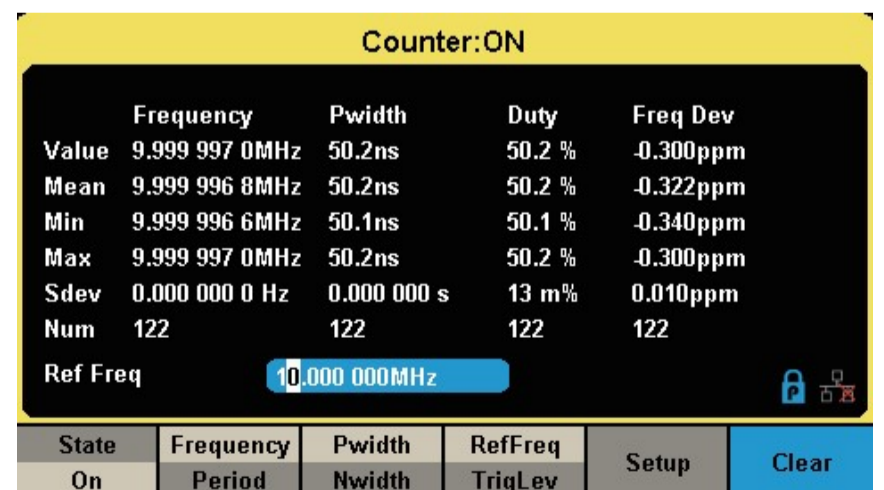 Counter:ON
Frequency Pwidth Duty Freq Dev
Value 9.999 997 0MHz 50.2ns 50.2 % -0.300ppm
Mean 9.999 996 8MHz 50.2ns 50.2 % -0.322ppm
Min 9.999 996 6MHz 50.1ns 50.1 % -0.340ppm
Max 9.999 997 0MHz 50.2ns 50.2 % -0.300ppm
Sdev 0.000 000 0 Hz 0.000 000 s 13 m% 0.010ppm
Num 122 122 122 122
Ref Freq 10.000 000MHz
P
State Frequency Pwidth RefFreq Setup Clear
On Period Nwidth TrigLev